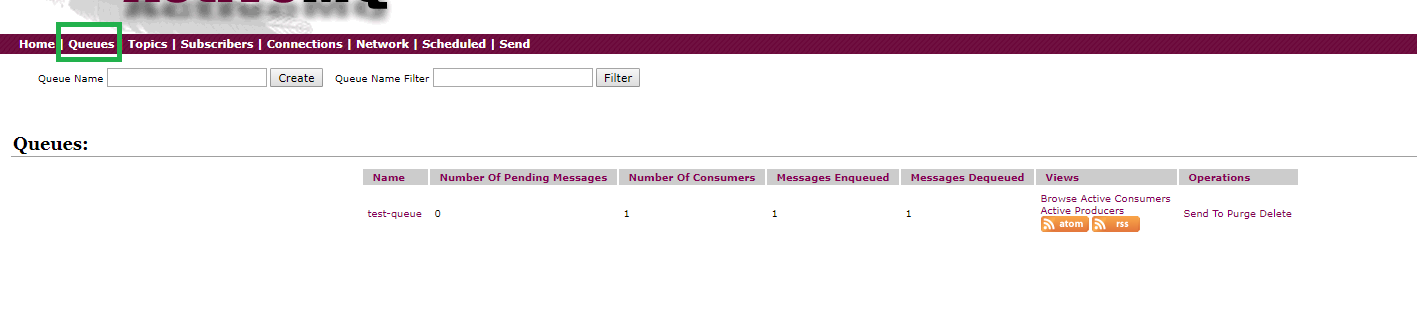 Home | Queues | Topics | Subscribers | Connections | Network | Scheduled | Send
Queue Name Create Queue Name Filter Filter
Queues:
Name Number Of Pending Messages Number Of Consumers Messages Enqueued Messages Dequeued Views Operations
test-queue 0 1 1 1 Browse Active Consumers
Active Producers
atom rss Send To Purge Delete